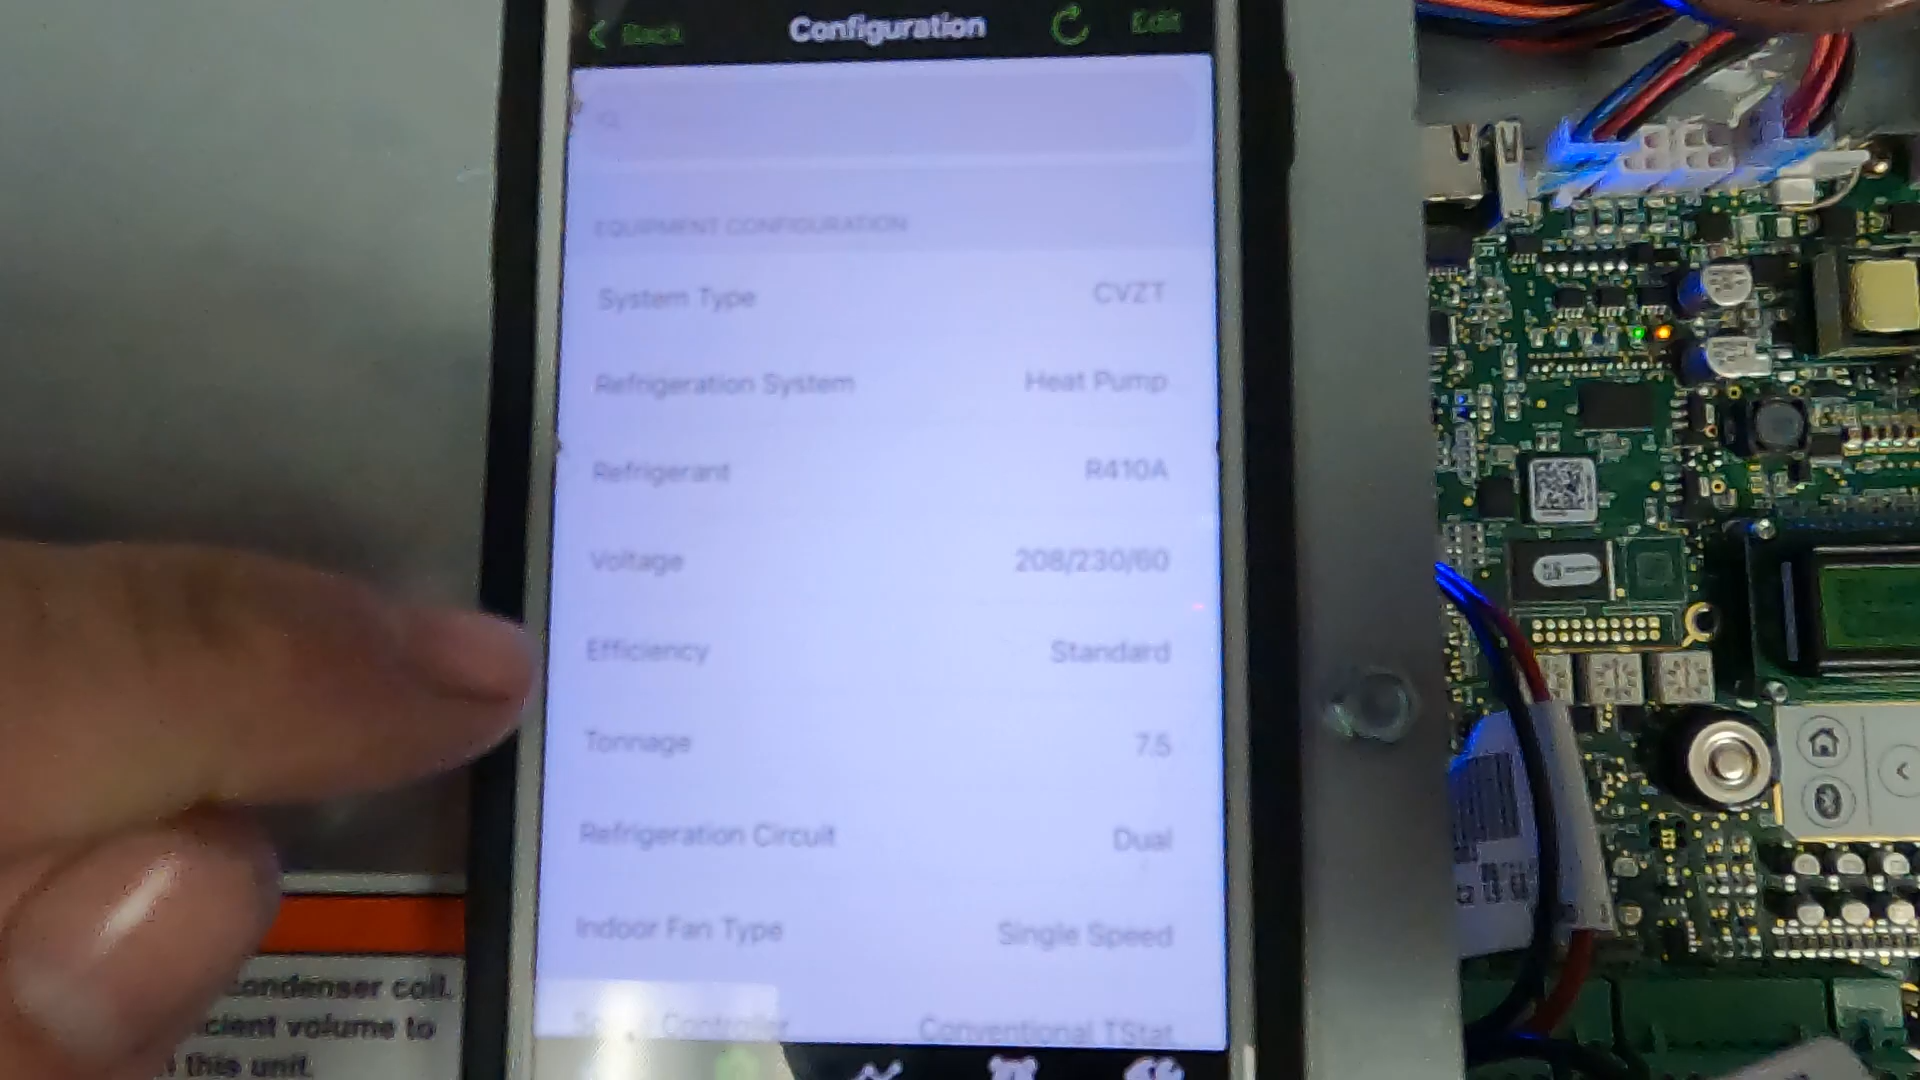 Back Configuration Edit
EQUIPMENT CONFIGURATION
System Type CVZT
Refrigeration System Heat Pump
Refrigerant R410A
Voltage 208/230/60
Efficiency Standard
Tonnage 7.5
Refrigeration Circuit Dual
Indoor Fan Type Single Speed
Controller Conventional TStat
condenser coil.
volume to
this unit.